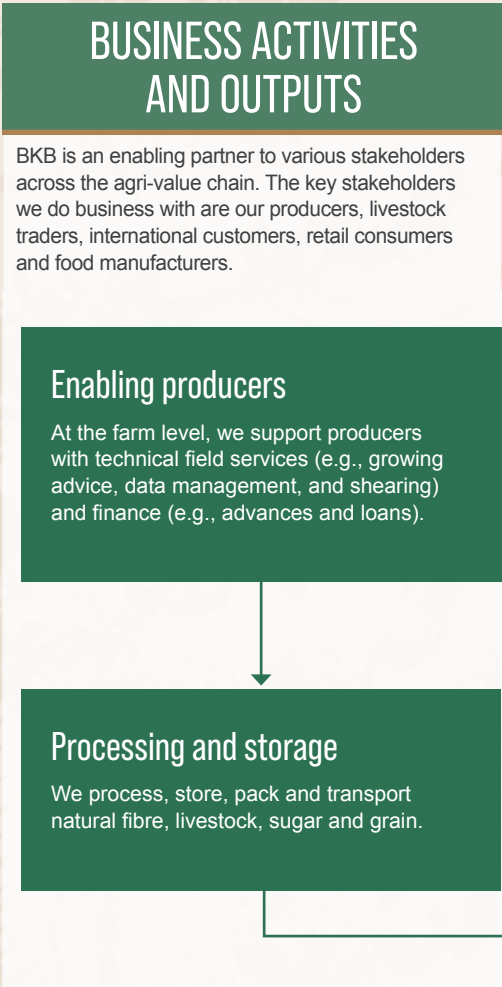 BUSINESS ACTIVITIES
AND OUTPUTS
BKB is an enabling partner to various stakeholders
across the agri-value chain. The key stakeholders
we do business with are our producers, livestock
traders, international customers, retail consumers
and food manufacturers.
Enabling producers
At the farm level, we support producers
with technical field services (e.g., growing
advice, data management, and shearing)
and finance (e.g., advances and loans).
Processing and storage
We process, store, pack and transport
natural fibre, livestock, sugar and grain.